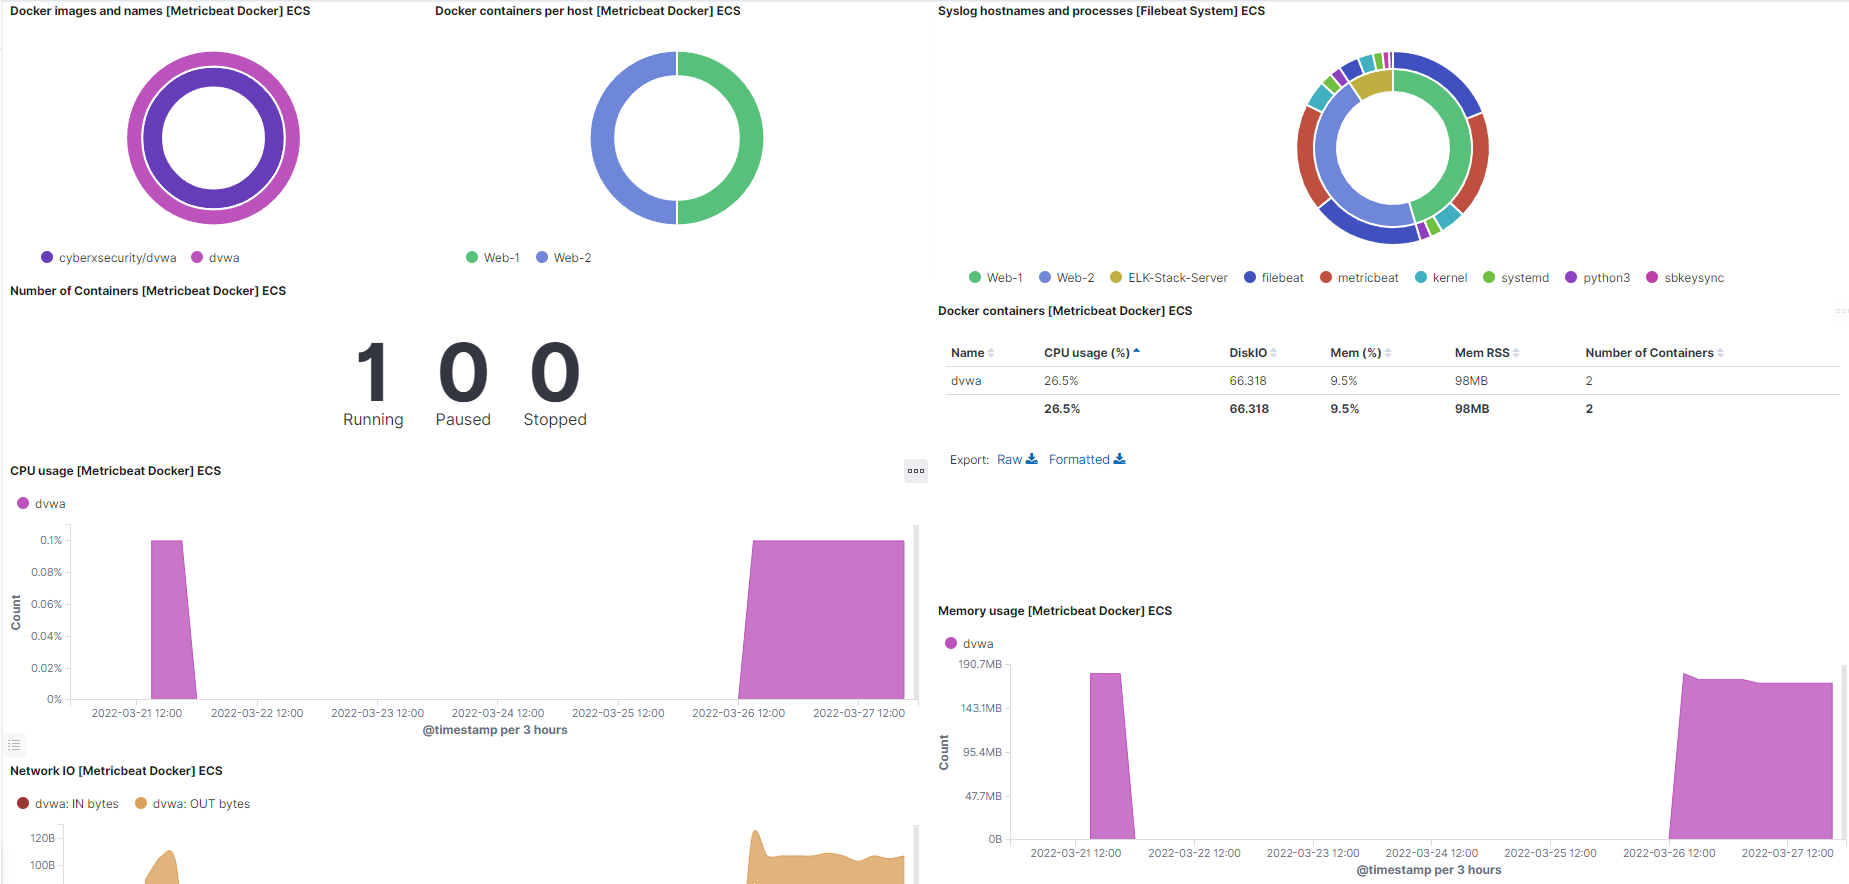 Docker images and names [Metricbeat Docker] ECS
cyberxsecurity/dvwa dvwa
Docker containers per host [Metricbeat Docker] ECS
Web-1 Web-2
Syslog hostnames and processes [Filebeat System] ECS
Web-1 Web-2 ELK-Stack-Server filebeat metricbeat kernel systemd python3 sbkeysync
Number of Containers [Metricbeat Docker] ECS
1 0 0
Running Paused Stopped
Docker containers [Metricbeat Docker] ECS
Name CPU usage (%) DiskIO Mem (%) Mem RSS Number of Containers
dvwa 26.5% 66.318 9.5% 98MB 2
26.5% 66.318 9.5% 98MB 2
Export: Raw Formatted
CPU usage [Metricbeat Docker] ECS
dvwa
0.1%
0.08%
0.06%
0.04%
0.02%
0%
Count
2022-03-21 12:00 2022-03-22 12:00 2022-03-23 12:00 2022-03-24 12:00 2022-03-25 12:00 2022-03-26 12:00 2022-03-27 12:00
@timestamp per 3 hours
Memory usage [Metricbeat Docker] ECS
dvwa
190.7MB
143.1MB
95.4MB
47.7MB
0B
Count
2022-03-21 12:00 2022-03-22 12:00 2022-03-23 12:00 2022-03-24 12:00 2022-03-25 12:00 2022-03-26 12:00 2022-03-27 12:00
@timestamp per 3 hours
Network IO [Metricbeat Docker] ECS
dvwa: IN bytes dvwa: OUT bytes
120B
100B